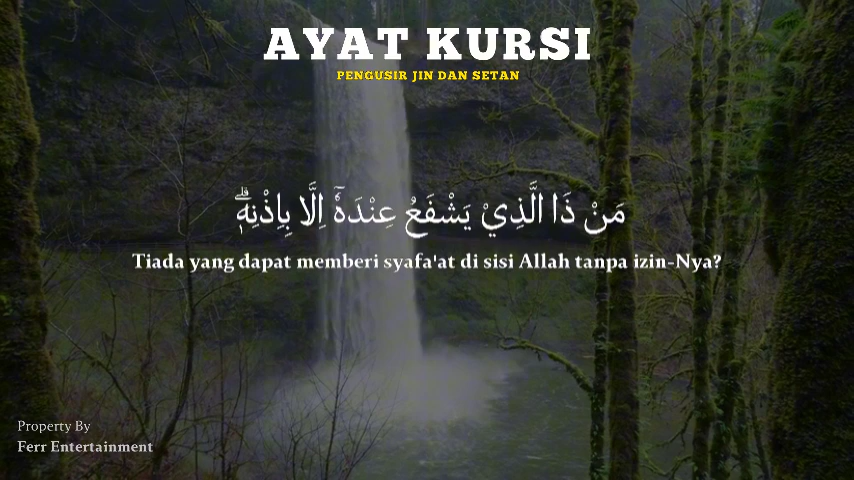 AYAT KURSI
PENGUSIR JIN DAN SETAN
مَنْ ذَا الَّذِيْ يَشْفَعُ عِنْدَهٗٓ اِلَّا بِاِذْنِهٖۗ
Tiada yang dapat memberi syafa'at di sisi Allah tanpa izin-Nya?
Property By
Ferr Entertainment